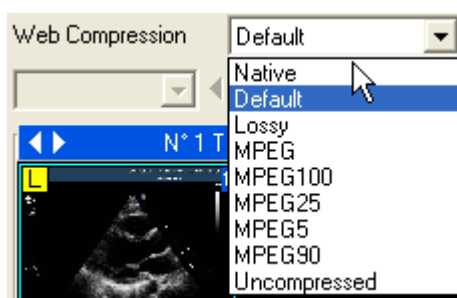 Web Compression Default
Native
Default
Lossy
N° 1 T
MPEG
L
MPEG100
MPEG25
MPEG5
MPEG90
Uncompressed